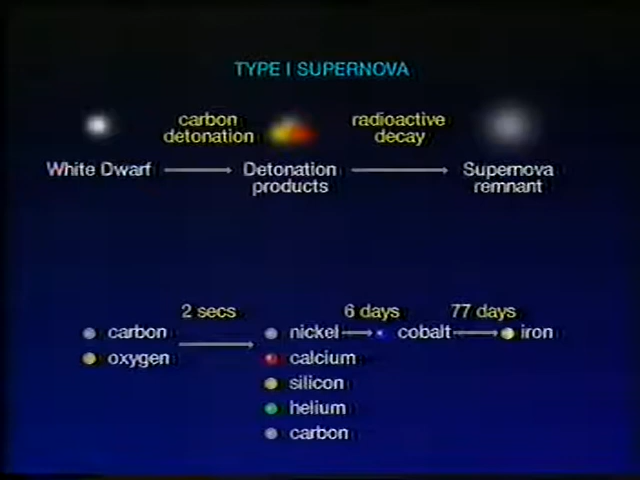 TYPE I SUPERNOVA
carbon
detonation
radioactive
decay
White Dwarf
Detonation
products
Supernova
remnant
2 secs
6 days
77 days
carbon
nickel
cobalt
iron
oxygen
calcium
silicon
helium
carbon